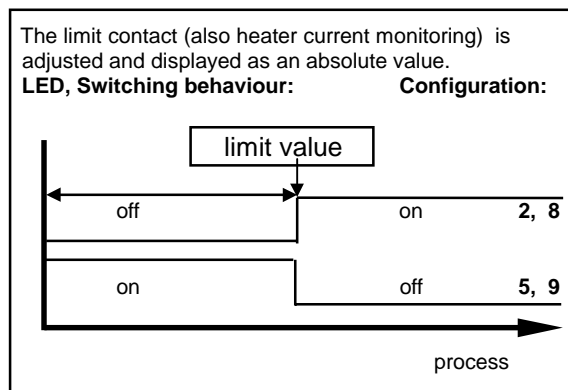 The limit contact (also heater current monitoring) is
adjusted and displayed as an absolute value.
LED, Switching behaviour: Configuration:
limit value
off on 2, 8
on off 5, 9
process